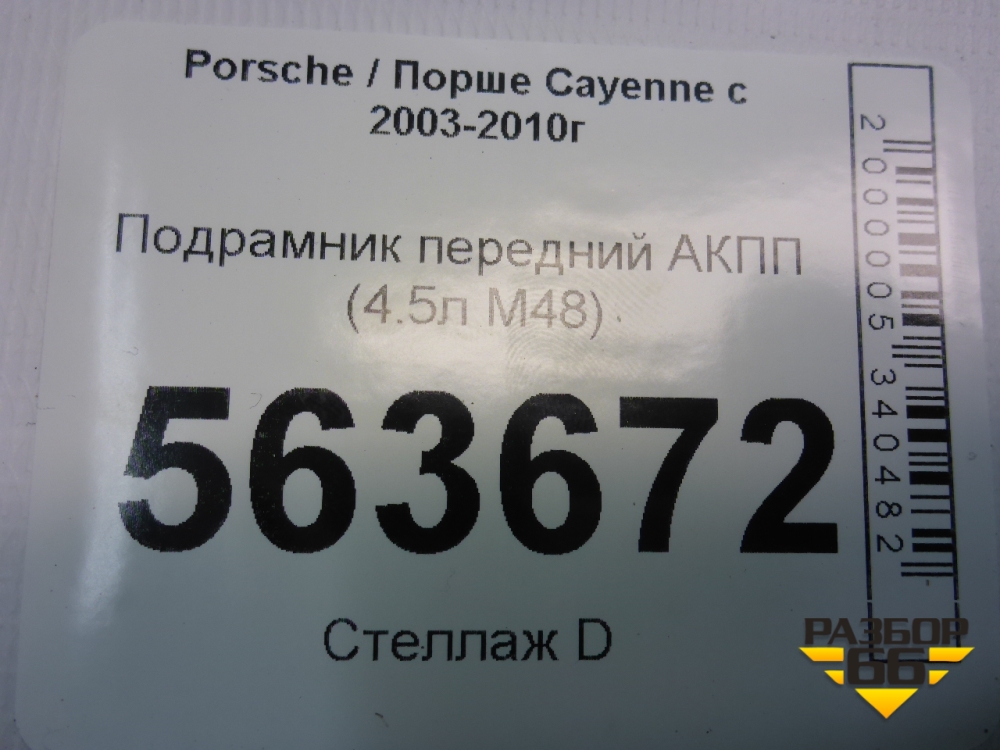 Porsche / Порше Cayenne с
2003-2010г
Подрамник передний АКПП
(4.5л M48)
563672
Стеллаж D
2000005340482
РАЗБОР
66